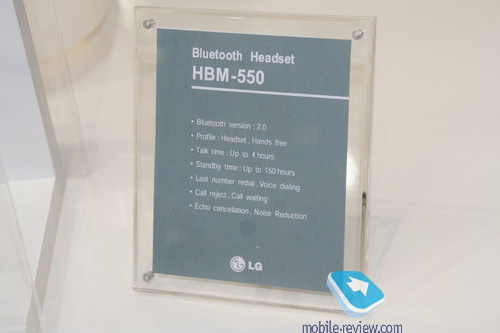 Bluetooth Headset
HBM-550
• Bluetooth version : 2.0
• Profile : Headset , Hands free
• Talk time : Up to 4 hours
• Standby time : Up to 150 hours
• Last number redial , Voice dialing
• Call reject , Call waiting
• Echo cancellation , Noise Reduction
LG
mobile-review.com